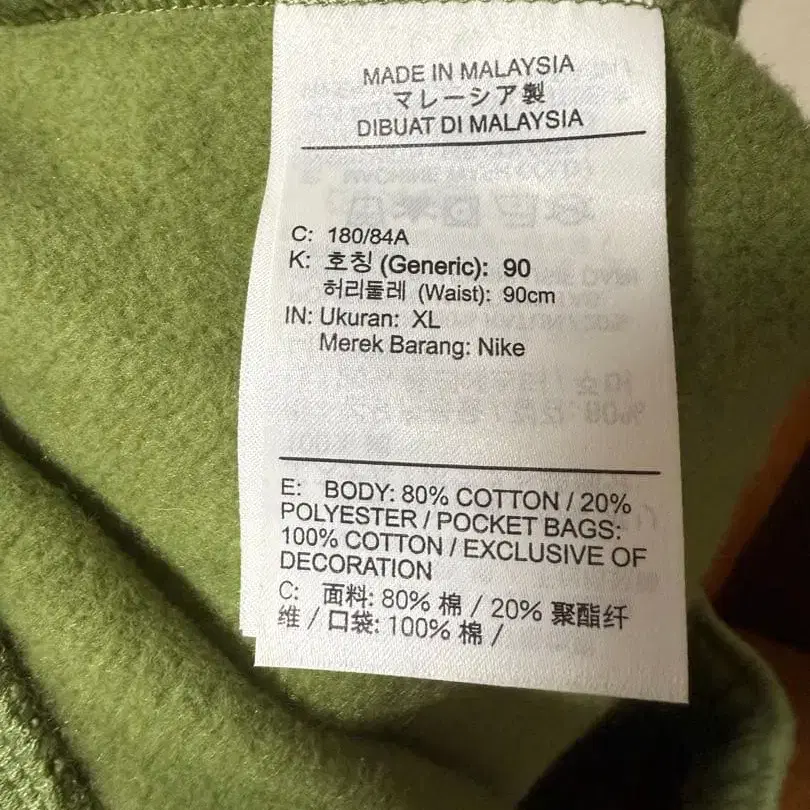 MADE IN MALAYSIA
マレーシア製
DIBUAT DI MALAYSIA
C: 180/84A
K: 호칭 (Generic): 90
허리둘레 (Waist): 90cm
IN: Ukuran: XL
Merek Barang: Nike
E: BODY: 80% COTTON / 20%
POLYESTER / POCKET BAGS:
100% COTTON / EXCLUSIVE OF
DECORATION
C: 面料: 80% 棉 / 20% 聚酯纤
维 / 口袋: 100% 棉 /